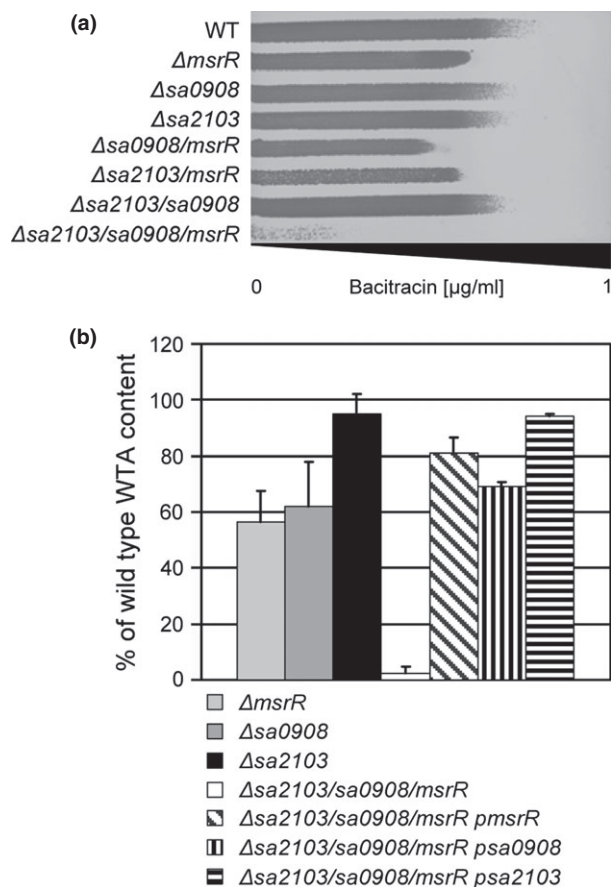 (a)
WT
ΔmsrR
Δsa0908
Δsa2103
Δsa0908/msrR
Δsa2103/msrR
Δsa2103/sa0908
Δsa2103/sa0908/msrR
0 Bacitracin [µg/ml] 1
(b)
% of wild type WTA content
120
100
80
60
40
20
0
ΔmsrR
Δsa0908
Δsa2103
Δsa2103/sa0908/msrR
Δsa2103/sa0908/msrR pmsrR
Δsa2103/sa0908/msrR psa0908
Δsa2103/sa0908/msrR psa2103